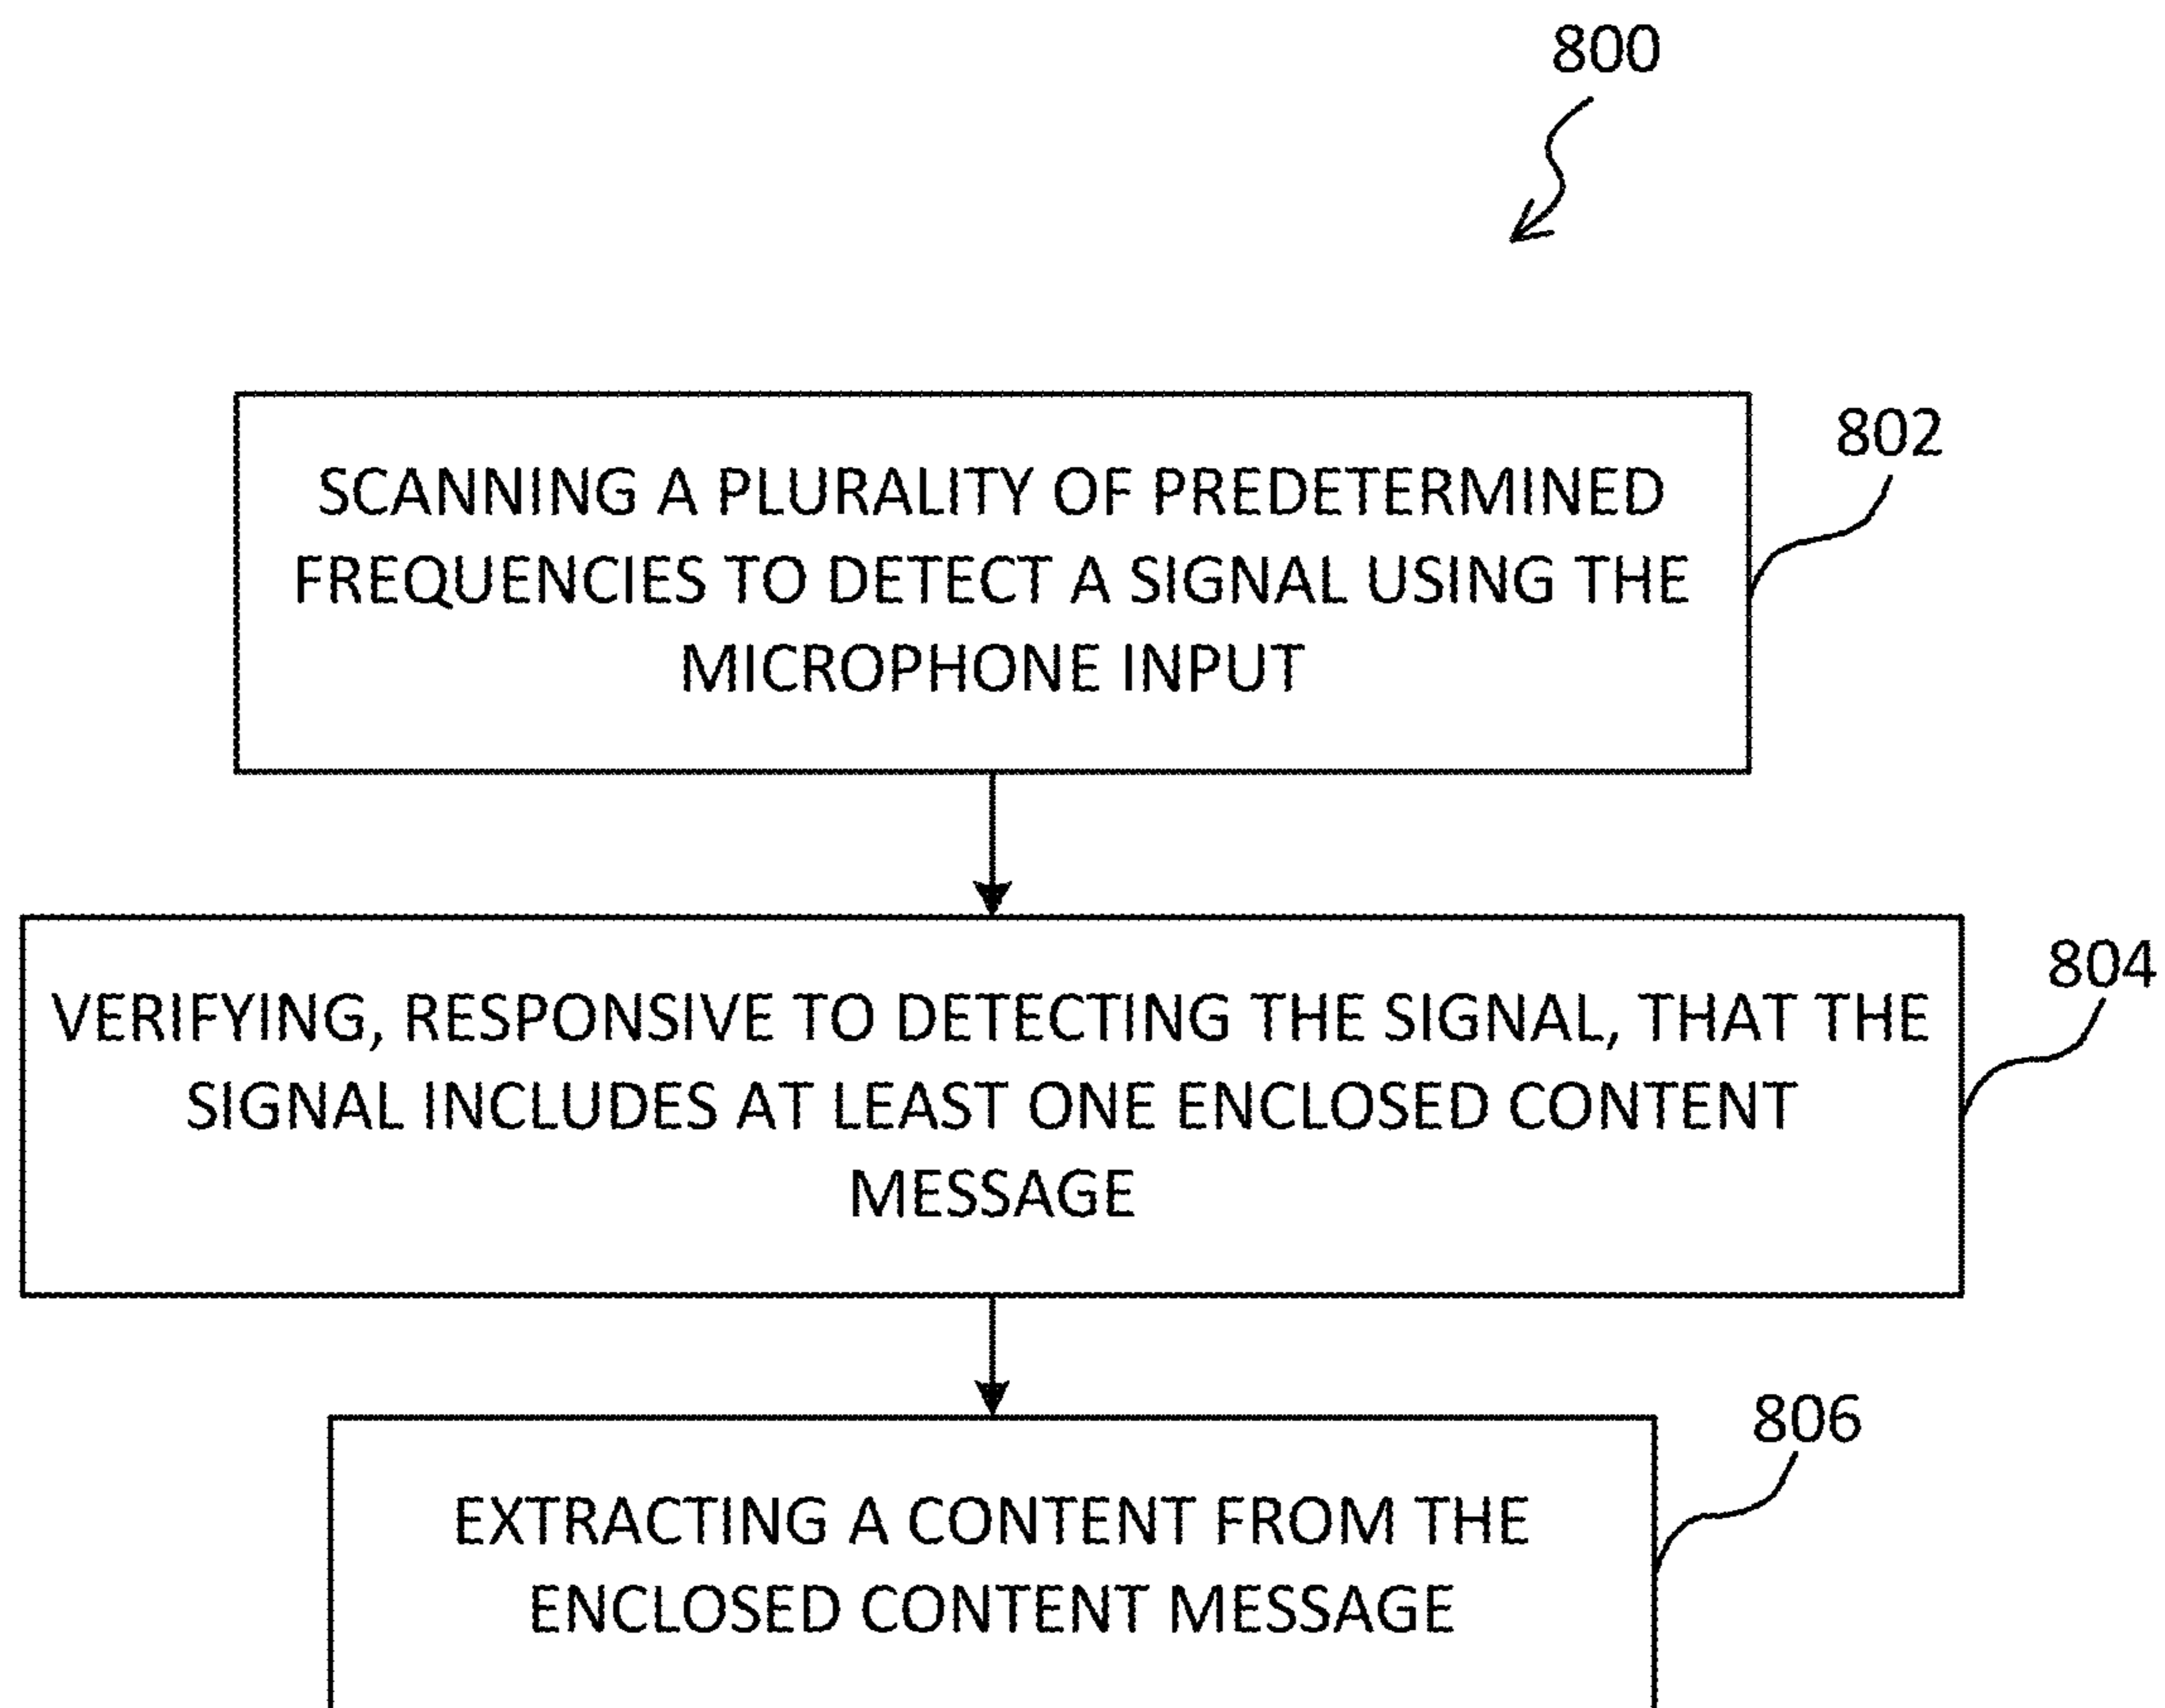 800
802
SCANNING A PLURALITY OF PREDETERMINED
FREQUENCIES TO DETECT A SIGNAL USING THE
MICROPHONE INPUT
804
VERIFYING, RESPONSIVE TO DETECTING THE SIGNAL, THAT THE
SIGNAL INCLUDES AT LEAST ONE ENCLOSED CONTENT
MESSAGE
806
EXTRACTING A CONTENT FROM THE
ENCLOSED CONTENT MESSAGE